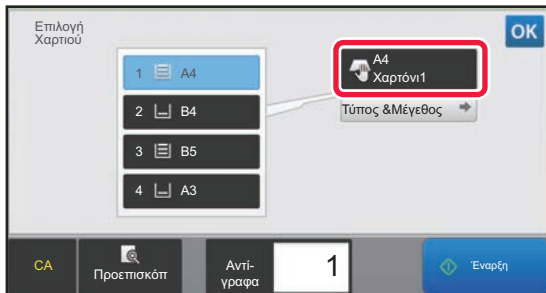 Επιλογή
Χαρτιού
OK
1 A4
2 B4
3 B5
4 A3
A4
Χαρτόνι1
Τύπος &Μέγεθος
CA
Προεπισκόπ
Αντί-
γραφα
1
Έναρξη